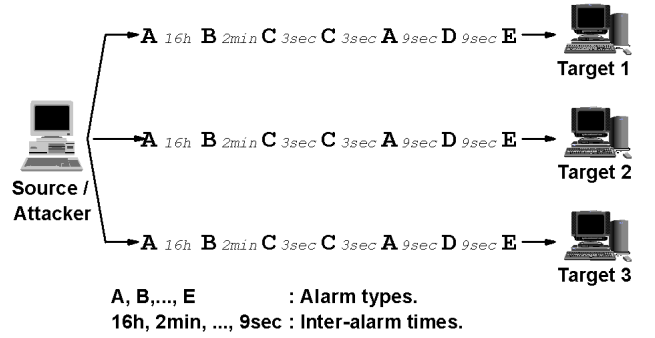 A 16h B 2min C 3sec C 3sec A 9sec D 9sec E
Target 1
A 16h B 2min C 3sec C 3sec A 9sec D 9sec E
Source /
Attacker
Target 2
A 16h B 2min C 3sec C 3sec A 9sec D 9sec E
Target 3
A, B,..., E : Alarm types.
16h, 2min, ..., 9sec : Inter-alarm times.